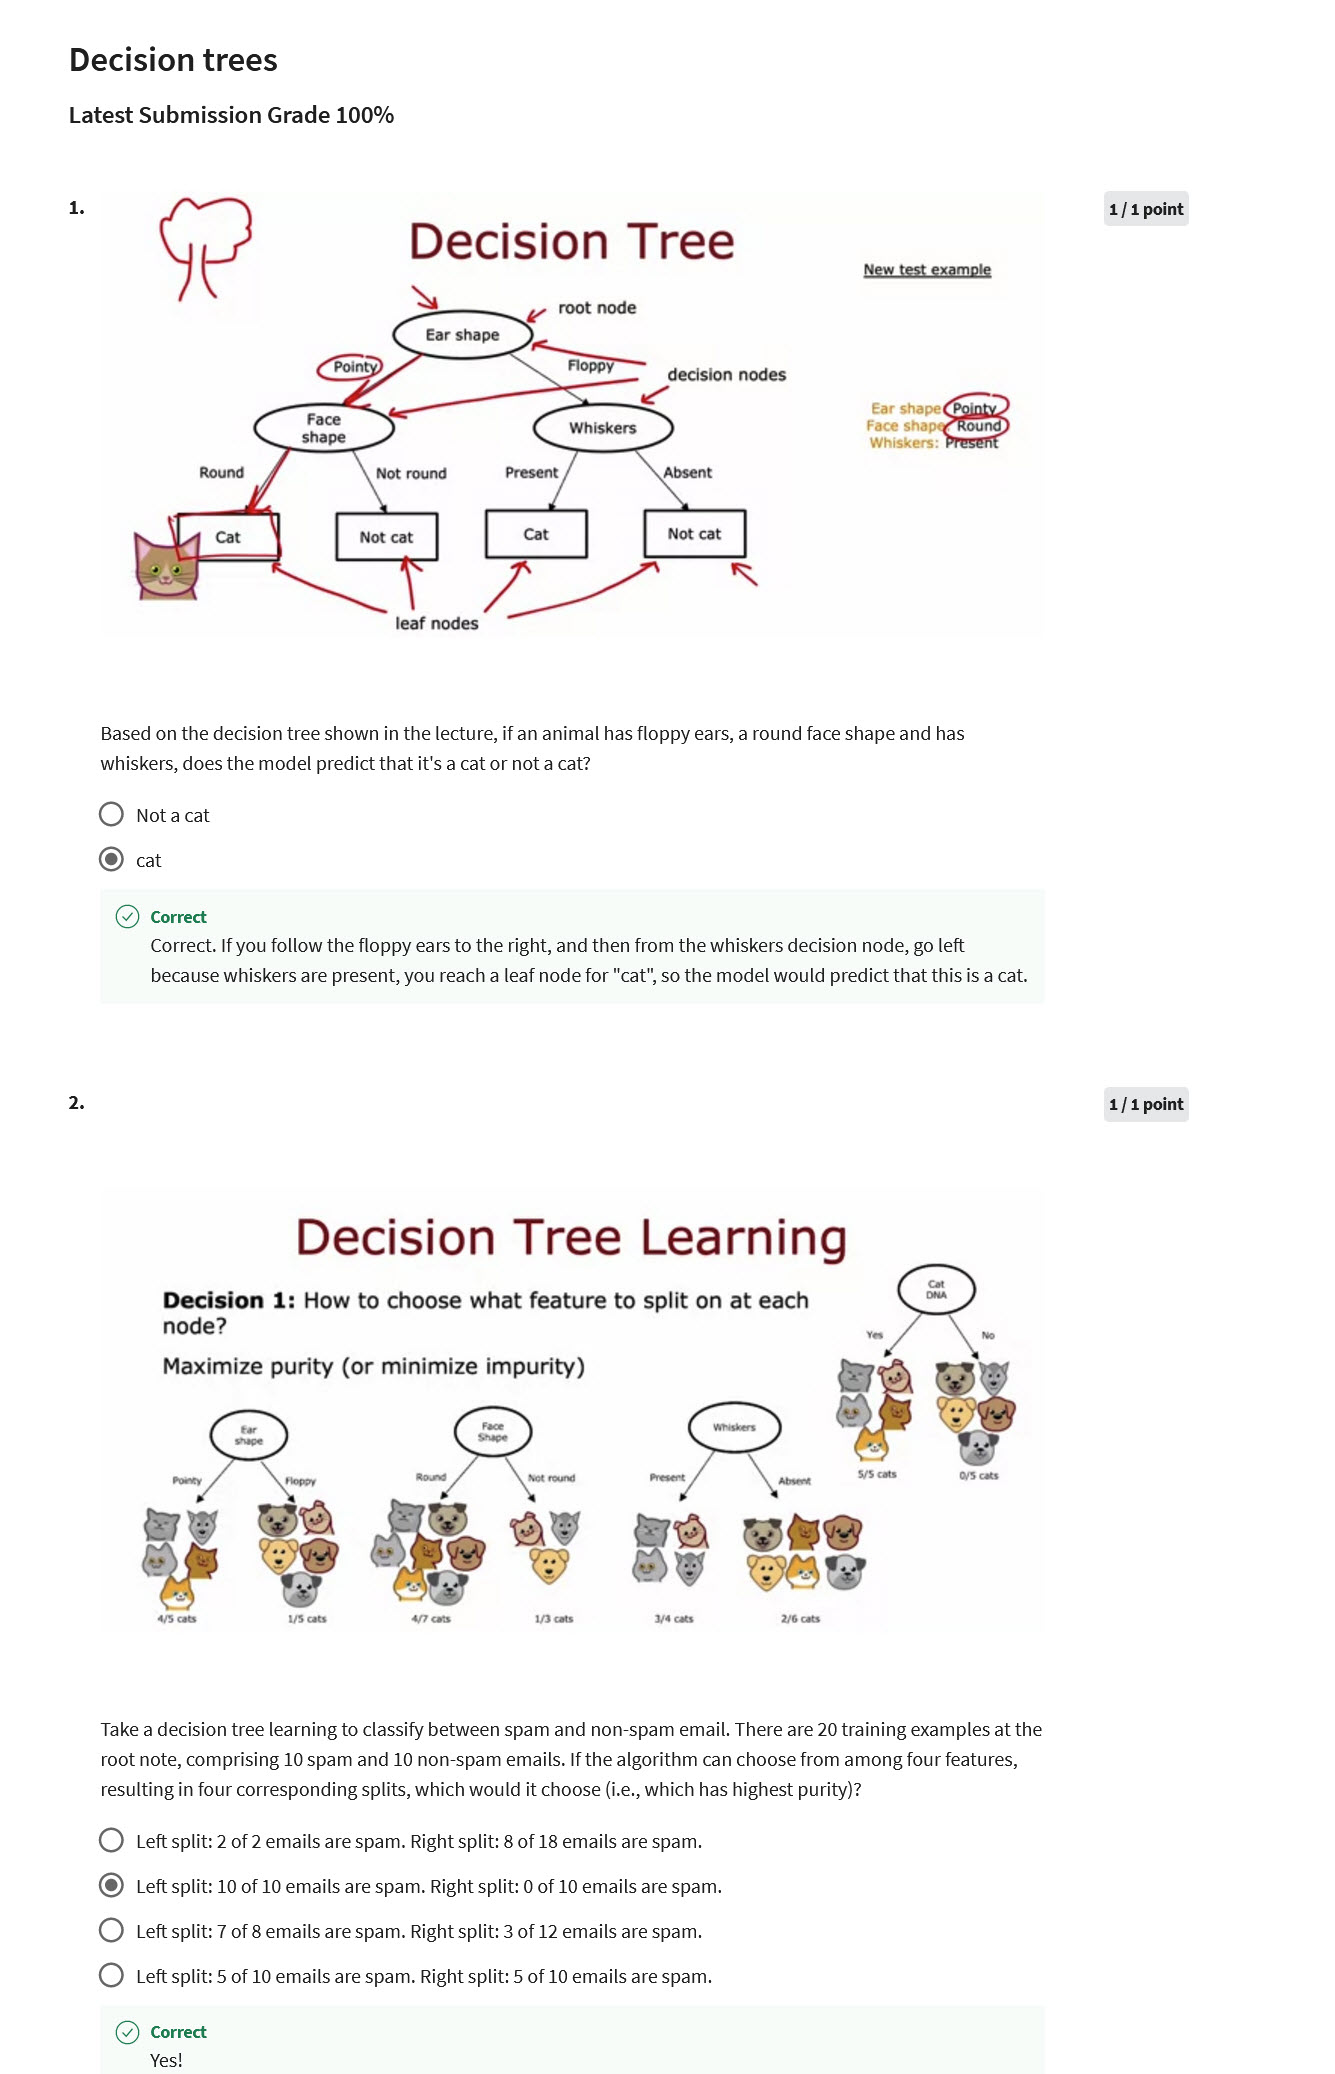 Decision trees
Latest Submission Grade 100%
1.
1 / 1 point
Decision Tree
New test example
root node
Ear shape
Pointy
Floppy
decision nodes
Ear shape: Pointy
Face shape: Round
Whiskers: Present
Face
shape
Whiskers
Round
Not round
Present
Absent
Cat
Not cat
Cat
Not cat
leaf nodes
Based on the decision tree shown in the lecture, if an animal has floppy ears, a round face shape and has
whiskers, does the model predict that it's a cat or not a cat?
Not a cat
cat
Correct
Correct. If you follow the floppy ears to the right, and then from the whiskers decision node, go left
because whiskers are present, you reach a leaf node for "cat", so the model would predict that this is a cat.
2.
1 / 1 point
Decision Tree Learning
Decision 1: How to choose what feature to split on at each
node?
Maximize purity (or minimize impurity)
Cat
DNA
Yes
No
5/5 cats
0/5 cats
Ear
shape
Pointy
Floppy
4/5 cats
1/5 cats
Face
Shape
Round
Not round
4/7 cats
1/3 cats
Whiskers
Present
Absent
3/4 cats
2/6 cats
Take a decision tree learning to classify between spam and non-spam email. There are 20 training examples at the
root note, comprising 10 spam and 10 non-spam emails. If the algorithm can choose from among four features,
resulting in four corresponding splits, which would it choose (i.e., which has highest purity)?
Left split: 2 of 2 emails are spam. Right split: 8 of 18 emails are spam.
Left split: 10 of 10 emails are spam. Right split: 0 of 10 emails are spam.
Left split: 7 of 8 emails are spam. Right split: 3 of 12 emails are spam.
Left split: 5 of 10 emails are spam. Right split: 5 of 10 emails are spam.
Correct
Yes!